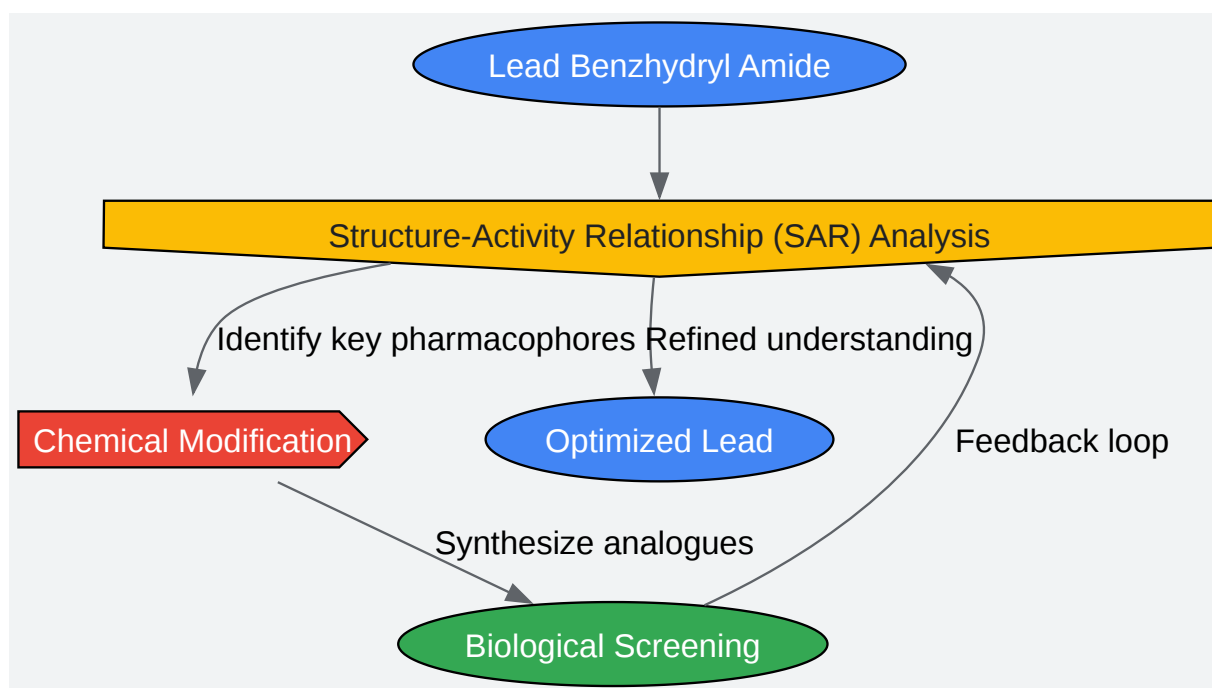 Lead Benzhydryl Amide
Structure-Activity Relationship (SAR) Analysis
Identify key pharmacophores
Refined understanding
Chemical Modification
Optimized Lead
Feedback loop
Synthesize analogues
Biological Screening